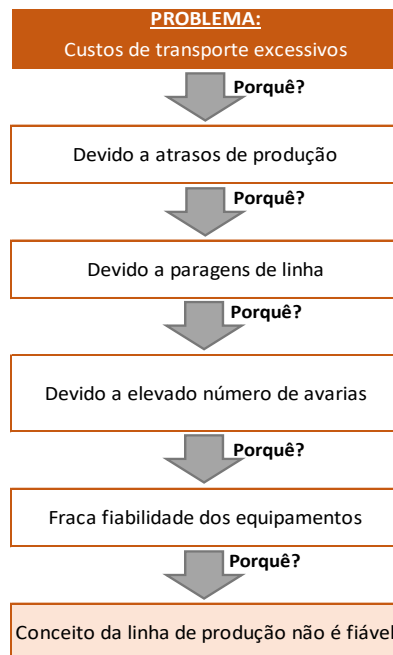 PROBLEMA:
Custos de transporte excessivos
Porquê?
Devido a atrasos de produção
Porquê?
Devido a paragens de linha
Porquê?
Devido a elevado número de avarias
Porquê?
Fraca fiabilidade dos equipamentos
Porquê?
Conceito da linha de produção não é fiável